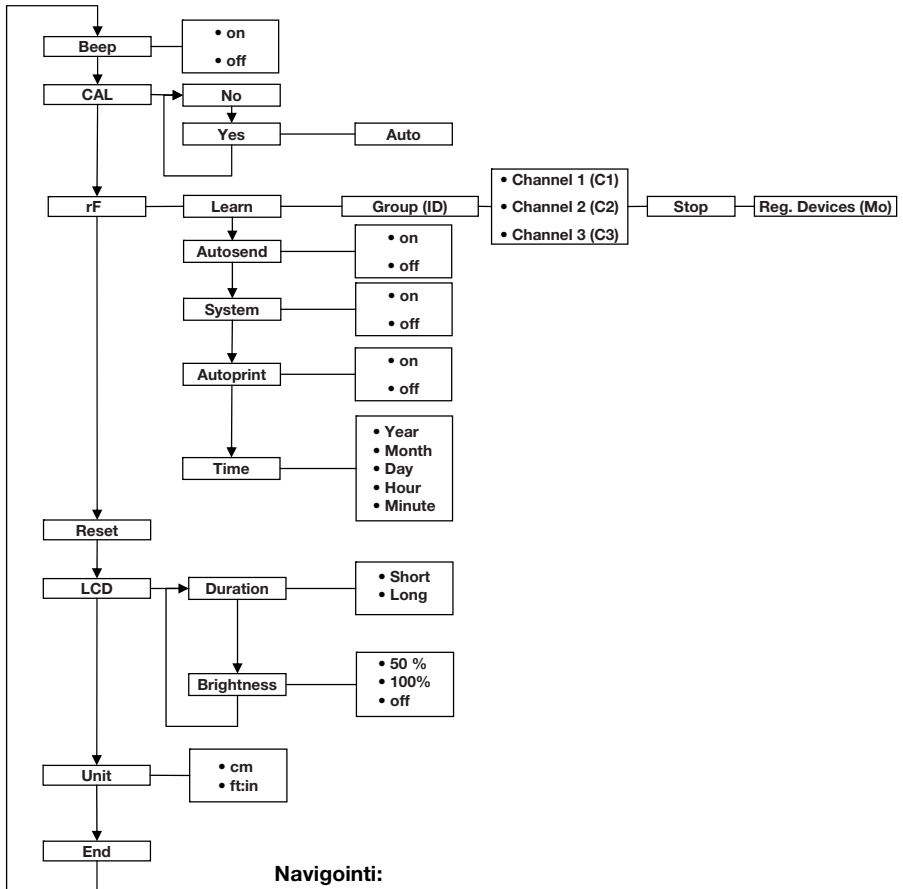 Beep
• on
• off
CAL
No
Yes
Auto
rF
Learn
Group (ID)
• Channel 1 (C1)
• Channel 2 (C2)
• Channel 3 (C3)
Stop
Reg. Devices (Mo)
Autosend
• on
• off
System
• on
• off
Autoprint
• on
• off
Time
• Year
• Month
• Day
• Hour
• Minute
Reset
LCD
Duration
• Short
• Long
Brightness
• 50 %
• 100%
• off
Unit
• cm
• ft:in
End
Navigointi: